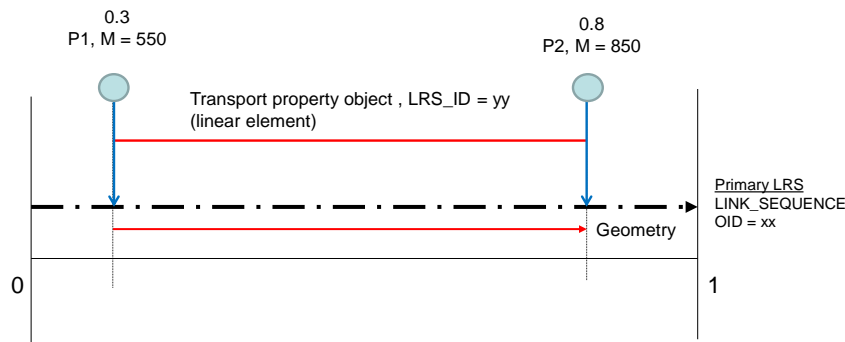 0.3
P1, M = 550
0.8
P2, M = 850
Transport property object , LRS_ID = yy
(linear element)
Primary LRS
LINK_SEQUENCE
OID = xx
Geometry
0
1